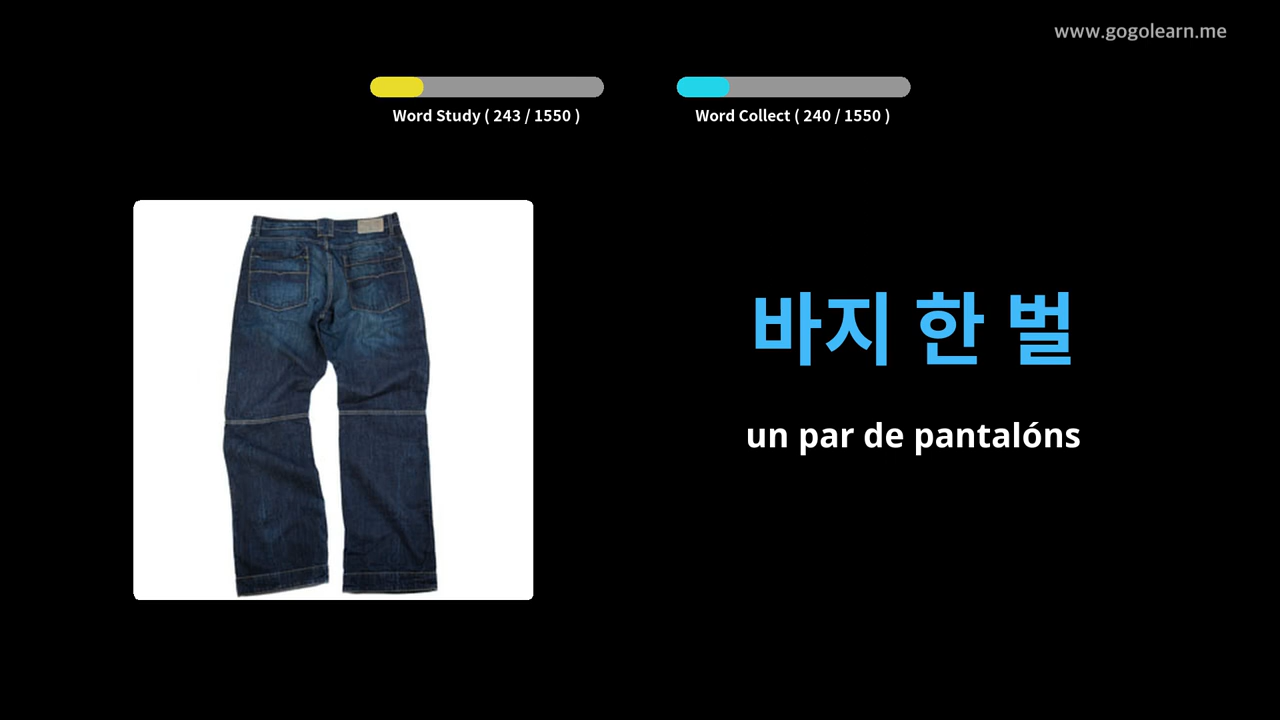 www.gogolearn.me
Word Study ( 243 / 1550 )
Word Collect ( 240 / 1550 )
바지 한 벌
un par de pantalóns